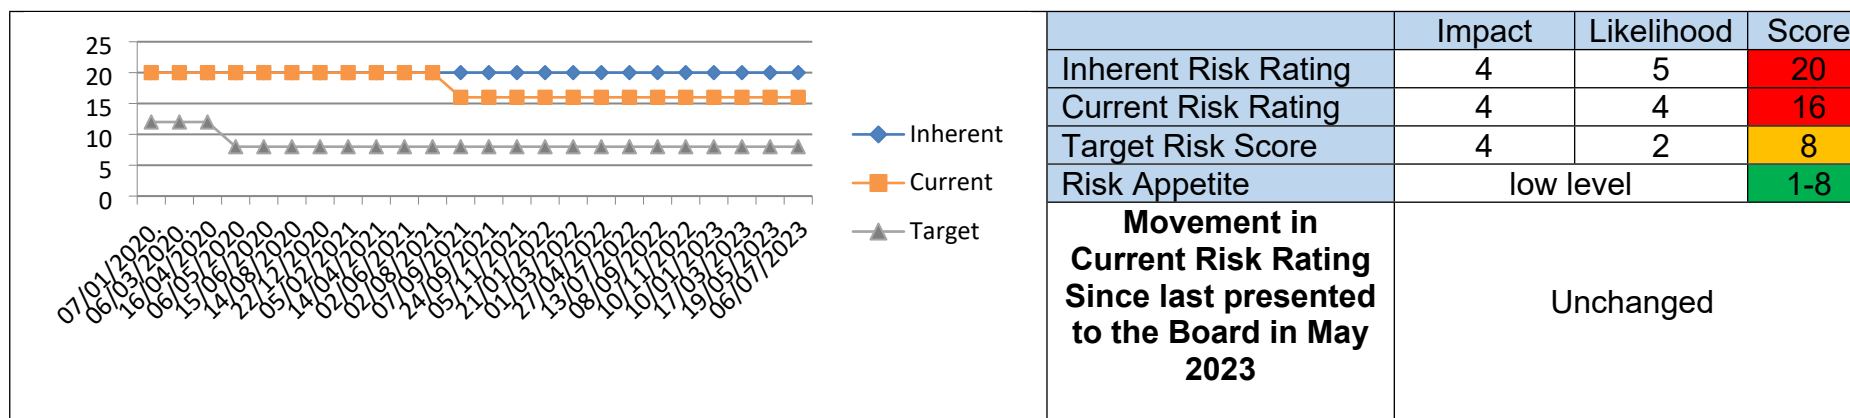 25
20
15
10
5
0
07/01/2020.
06/03/2020.
16/04/2020
06/05/2020
15/06/2020
14/08/2020
22/12/2020
05/02/2021
14/04/2021
02/06/2021
02/08/2021
07/09/2021
24/09/2021
05/11/2021
21/01/2022
01/03/2022
27/04/2022
13/07/2022
08/09/2022
10/11/2022
10/01/2023
17/03/2023
19/05/2023
06/07/2023
Inherent
Current
Target
Impact Likelihood Score
Inherent Risk Rating 4 5 20
Current Risk Rating 4 4 16
Target Risk Score 4 2 8
Risk Appetite low level 1-8
Movement in
Current Risk Rating
Since last presented
to the Board in May
2023
Unchanged